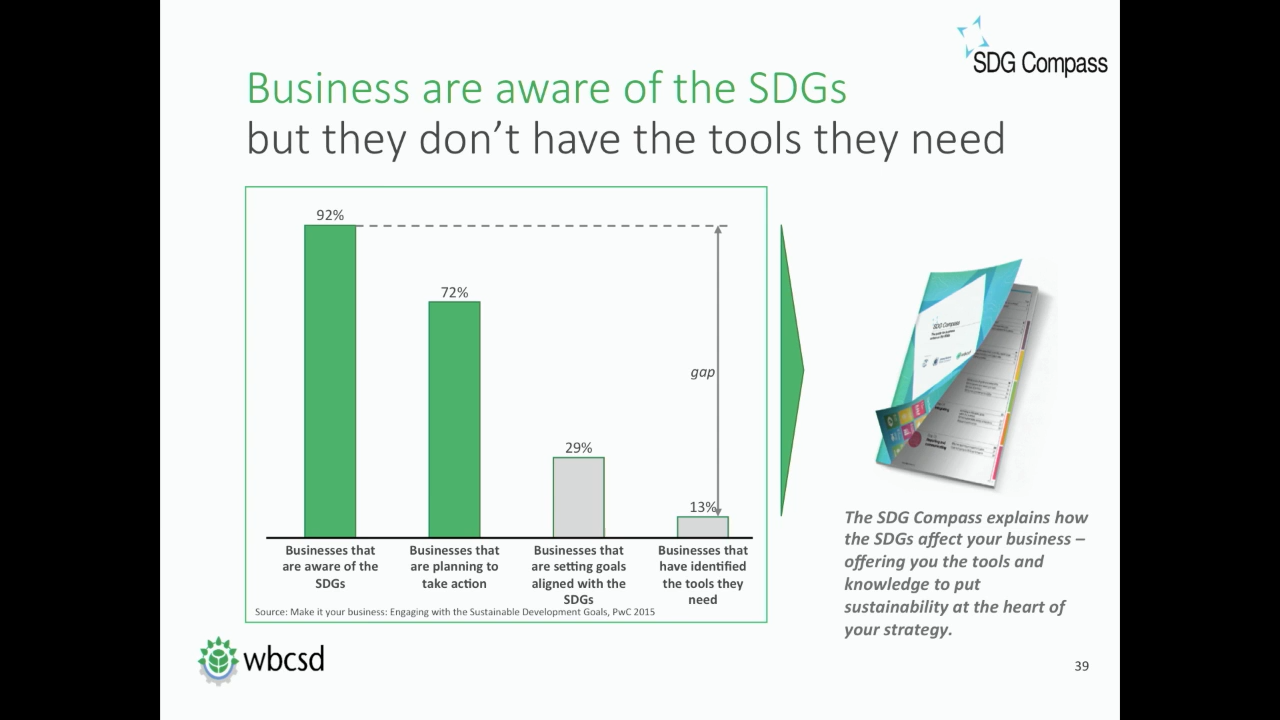 SDG Compass
Business are aware of the SDGs
but they don't have the tools they need
92%
72%
gap
29%
13%
Businesses that
are aware of the
SDGs
Businesses that
are planning to
take action
Businesses that
are setting goals
aligned with the
SDGs
Businesses that
have identified
the tools they
need
Source: Make it your business: Engaging with the Sustainable Development Goals, PwC 2015
SDG Compass
The SDG Compass explains how
the SDGs affect your business –
offering you the tools and
knowledge to put
sustainability at the heart of
your strategy.
wbcsd
39